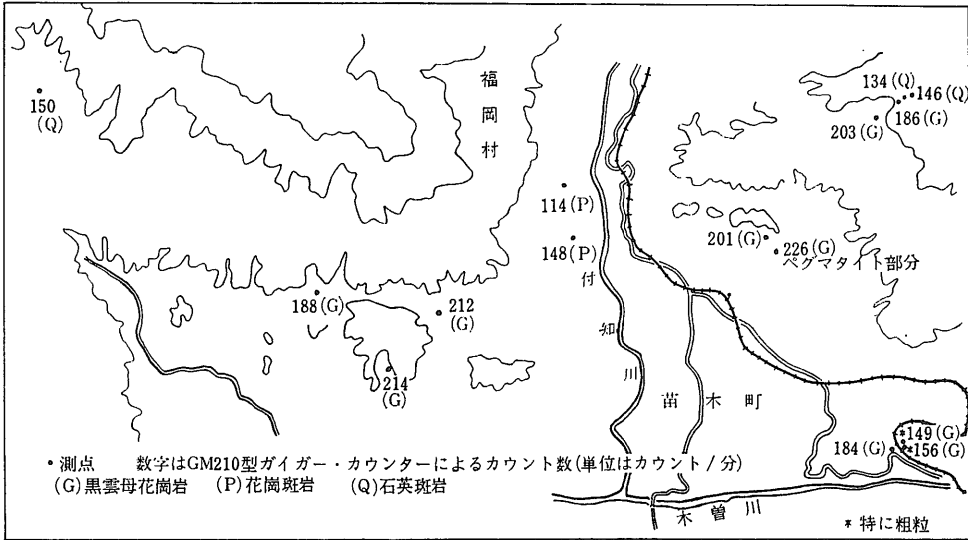 150
(Q)
福岡村
134(Q)
146(Q)
186(G)
203(G)
114(P)
148(P)
201(G)
226(G)
ペグマタイト部分
付知川
188(G)
212
(G)
214
(G)
苗木町
*149(G)
184(G)
*156(G)
• 測点 数字はGM210型ガイガー・カウンターによるカウント数(単位はカウント/分)
(G)黒雲母花崗岩 (P)花崗斑岩 (Q)石英斑岩
木曽川
* 特に粗粒